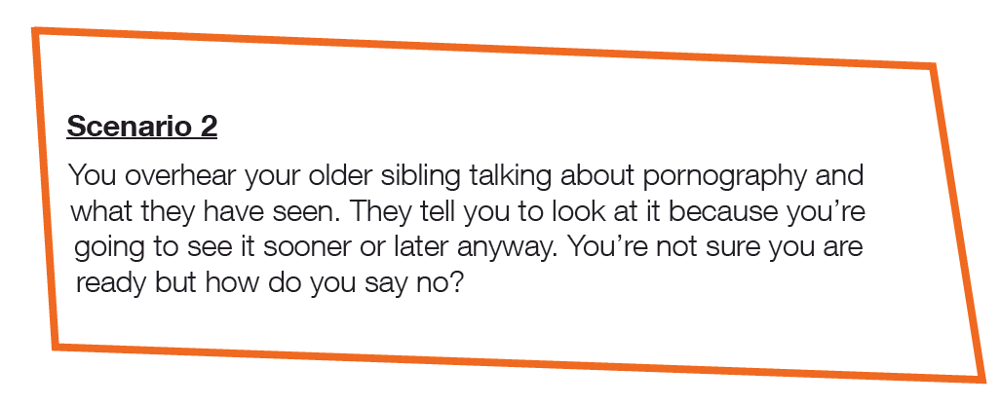 Scenario 2
You overhear your older sibling talking about pornography and
what they have seen. They tell you to look at it because you’re
going to see it sooner or later anyway. You’re not sure you are
ready but how do you say no?